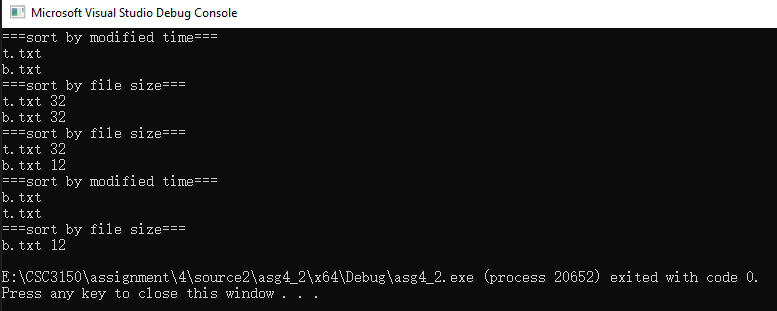 Microsoft Visual Studio Debug Console
===sort by modified time===
t.txt
b.txt
===sort by file size===
t.txt 32
b.txt 32
===sort by file size===
t.txt 32
b.txt 12
===sort by modified time===
b.txt
t.txt
===sort by file size===
b.txt 12
E:\CSC3150\assignment\4\source2\asg4_2\x64\Debug\asg4_2.exe (process 20652) exited with code 0.
Press any key to close this window . . .